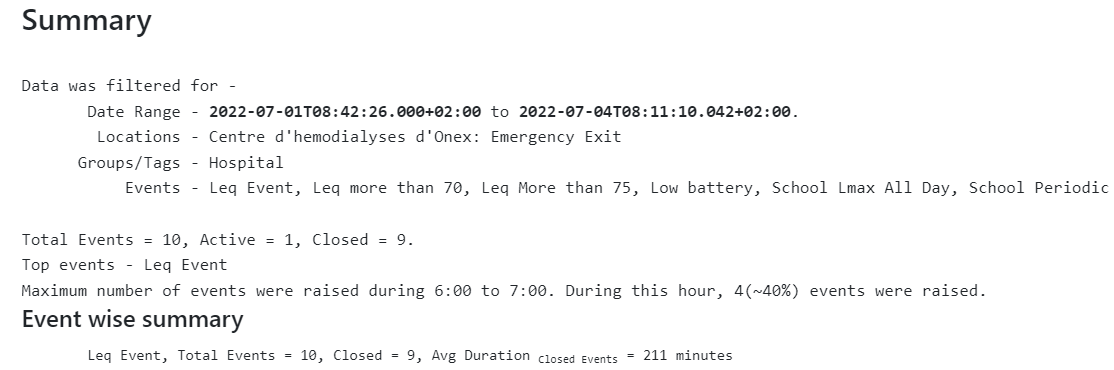 Summary
Data was filtered for -
Date Range - 2022-07-01T08:42:26.000+02:00 to 2022-07-04T08:11:10.042+02:00.
Locations - Centre d'hemodialyses d'Onex: Emergency Exit
Groups/Tags - Hospital
Events - Leq Event, Leq more than 70, Leq More than 75, Low battery, School Lmax All Day, School Periodic
Total Events = 10, Active = 1, Closed = 9.
Top events - Leq Event
Maximum number of events were raised during 6:00 to 7:00. During this hour, 4(~40%) events were raised.
Event wise summary
Leq Event, Total Events = 10, Closed = 9, Avg Duration Closed Events = 211 minutes